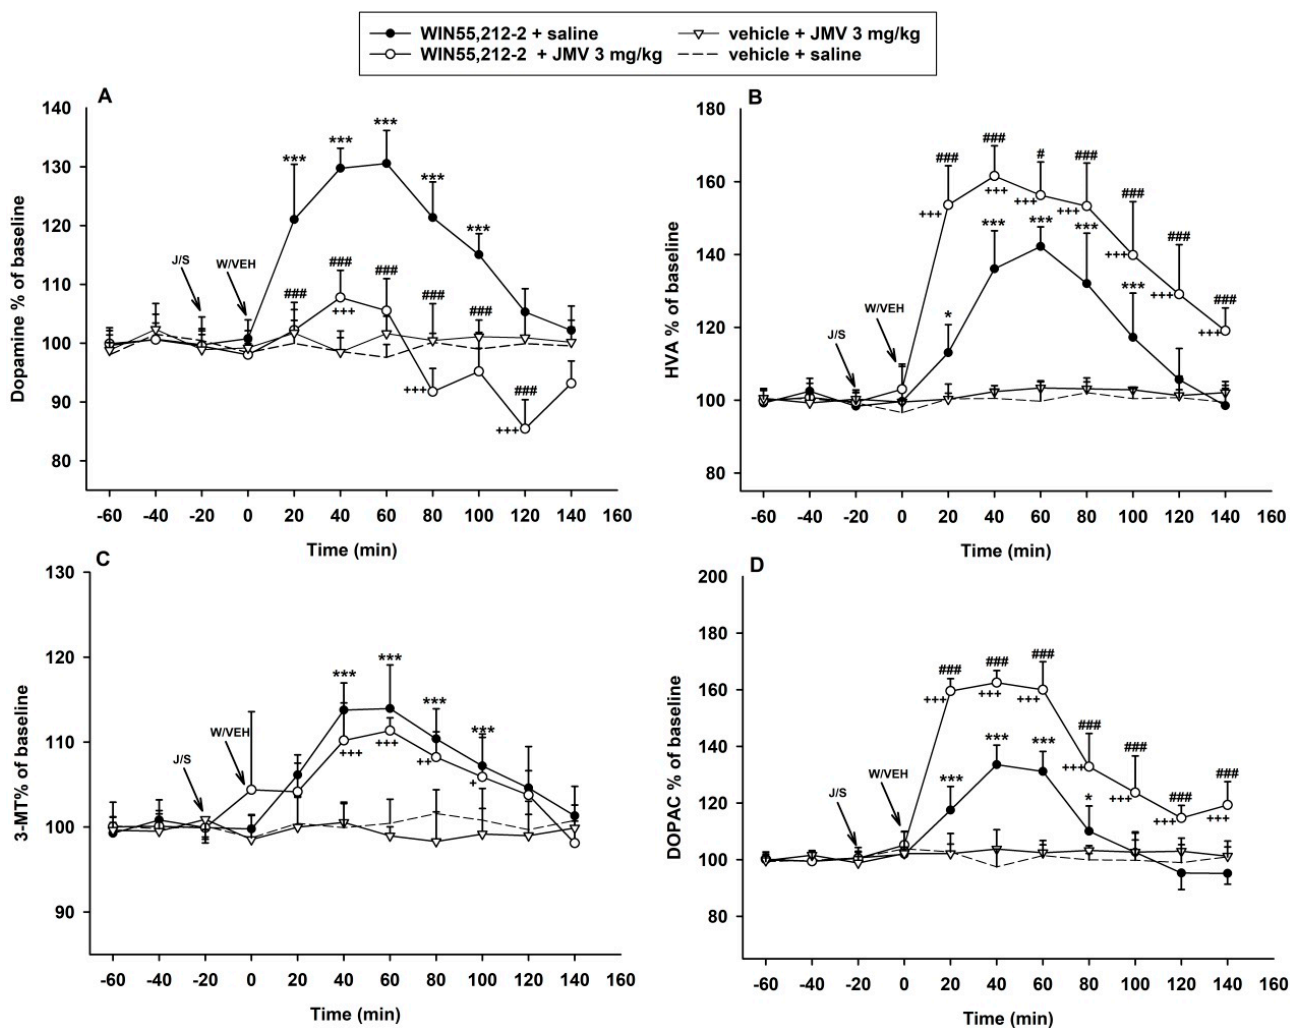 WIN55,212-2 + saline
WIN55,212-2 + JMV 3 mg/kg
vehicle + JMV 3 mg/kg
vehicle + saline
A
Dopamine % of baseline
140
130
120
110
100
90
80
J/S
W/VEH
*** *** *** *** ***
### ### ### ### ### ###
+++ +++ +++
-60 -40 -20 0 20 40 60 80 100 120 140 160
Time (min)
B
HVA % of baseline
180
160
140
120
100
80
J/S
W/VEH
### ### # ### ### ### ###
+++ +++ +++ +++ +++ +++ +++
* *** *** *** ***
-60 -40 -20 0 20 40 60 80 100 120 140 160
Time (min)
C
3-MT% of baseline
130
120
110
100
90
J/S
W/VEH
*** *** *** ***
+++ +++ ++ +
-60 -40 -20 0 20 40 60 80 100 120 140 160
Time (min)
D
DOPAC % of baseline
200
180
160
140
120
100
80
J/S
W/VEH
### ### ### ### ### ### ###
+++ +++ +++ +++ +++ +++ +++
*** *** *** *
-60 -40 -20 0 20 40 60 80 100 120 140 160
Time (min)